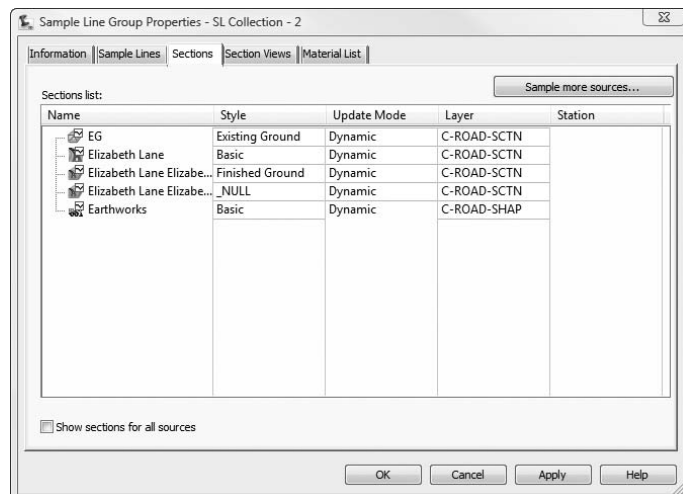 Sample Line Group Properties - SL Collection - 2
Information Sample Lines Sections Section Views Material List
Sample more sources...
Sections list:
Name Style Update Mode Layer Station
EG Existing Ground Dynamic C-ROAD-SCTN
Elizabeth Lane Basic Dynamic C-ROAD-SCTN
Elizabeth Lane Elizabe... Finished Ground Dynamic C-ROAD-SCTN
Elizabeth Lane Elizabe... _NULL Dynamic C-ROAD-SCTN
Earthworks Basic Dynamic C-ROAD-SHAP
Show sections for all sources
OK Cancel Apply Help